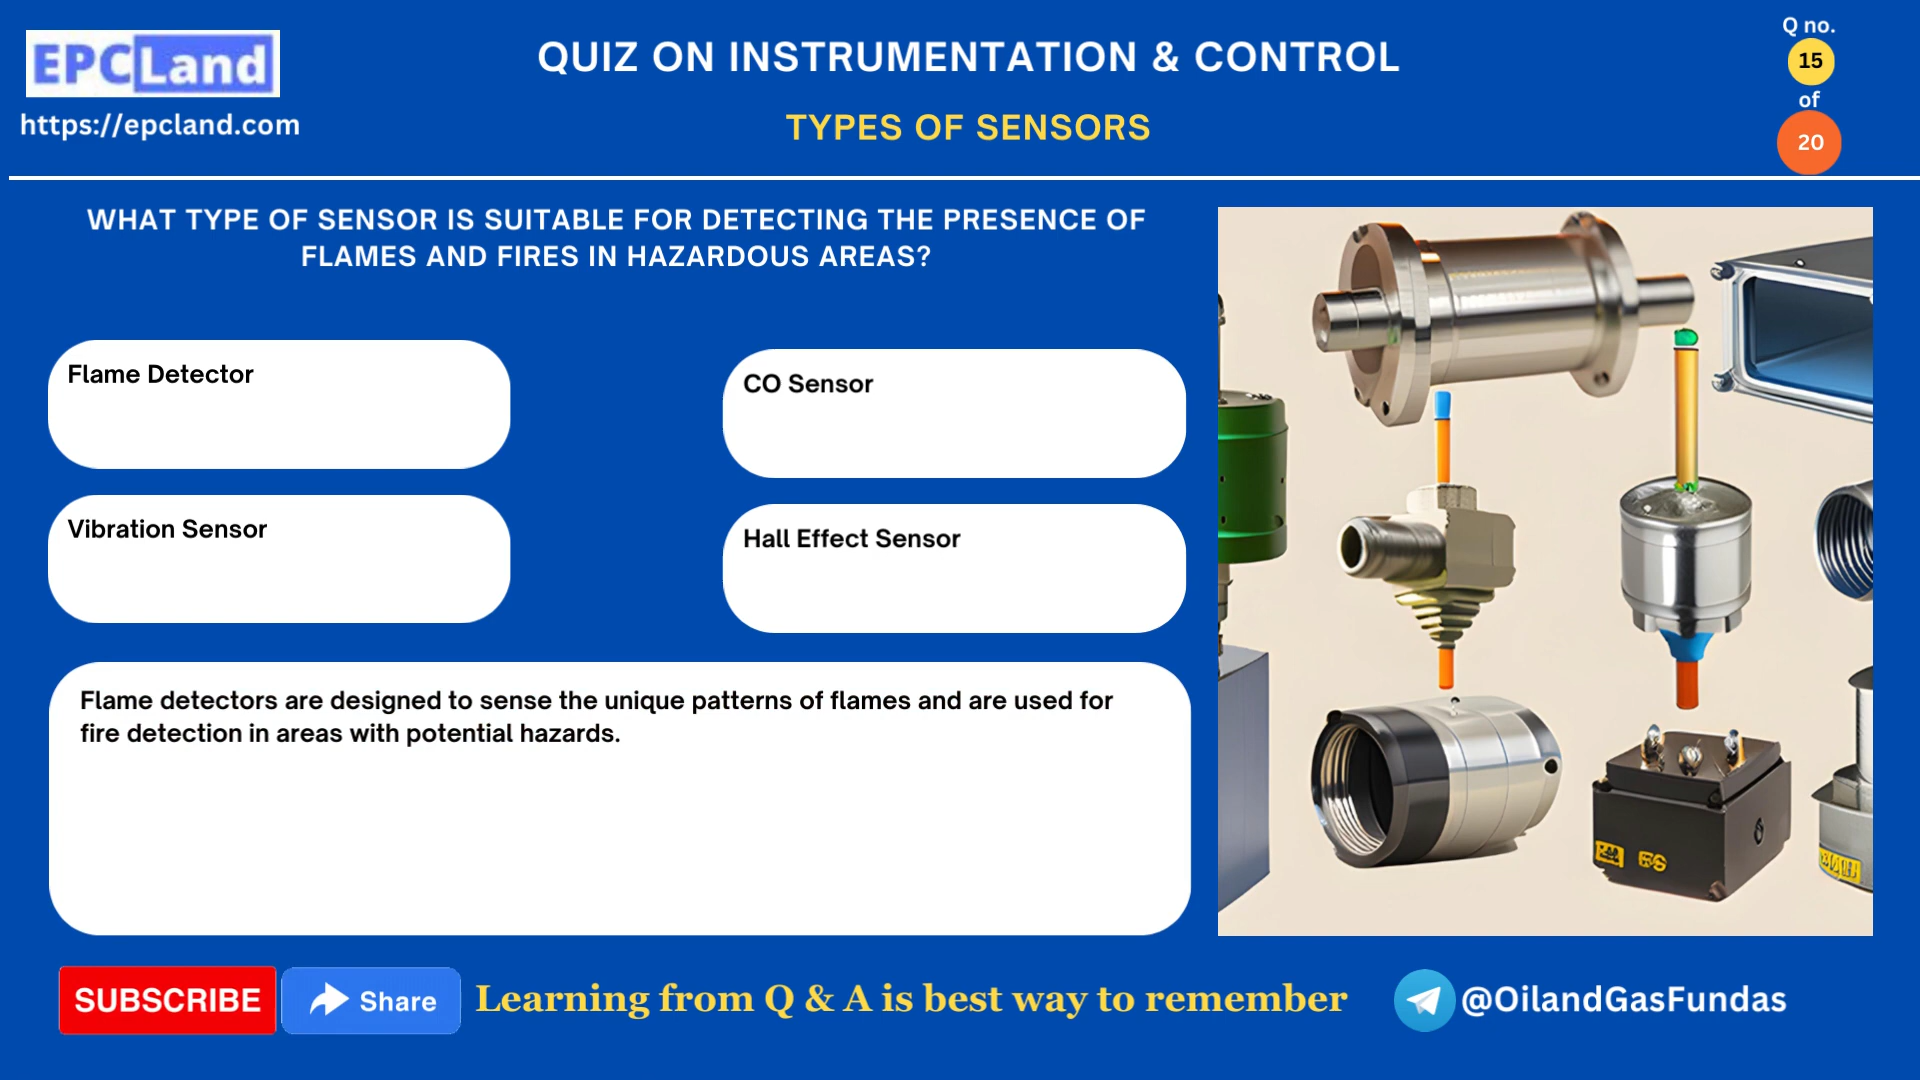 EPCLand
https://epcland.com
QUIZ ON INSTRUMENTATION & CONTROL
TYPES OF SENSORS
Q no.
15
of
20
WHAT TYPE OF SENSOR IS SUITABLE FOR DETECTING THE PRESENCE OF
FLAMES AND FIRES IN HAZARDOUS AREAS?
Flame Detector
CO Sensor
Vibration Sensor
Hall Effect Sensor
Flame detectors are designed to sense the unique patterns of flames and are used for
fire detection in areas with potential hazards.
SUBSCRIBE
Share
Learning from Q & A is best way to remember
@OilandGasFundas